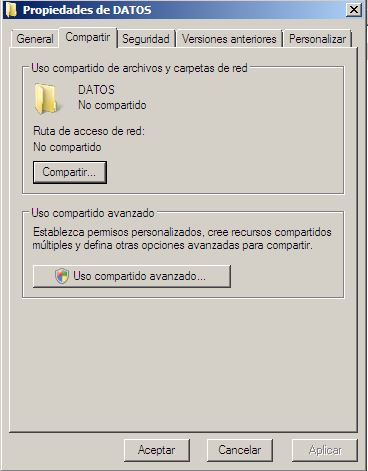 Propiedades de DATOS
General Compartir Seguridad Versiones anteriores Personalizar
Uso compartido de archivos y carpetas de red
DATOS
No compartido
Ruta de acceso de red:
No compartido
Compartir...
Uso compartido avanzado
Establezca permisos personalizados, cree recursos compartidos
múltiples y defina otras opciones avanzadas para compartir.
Uso compartido avanzado...
Aceptar Cancelar Aplicar